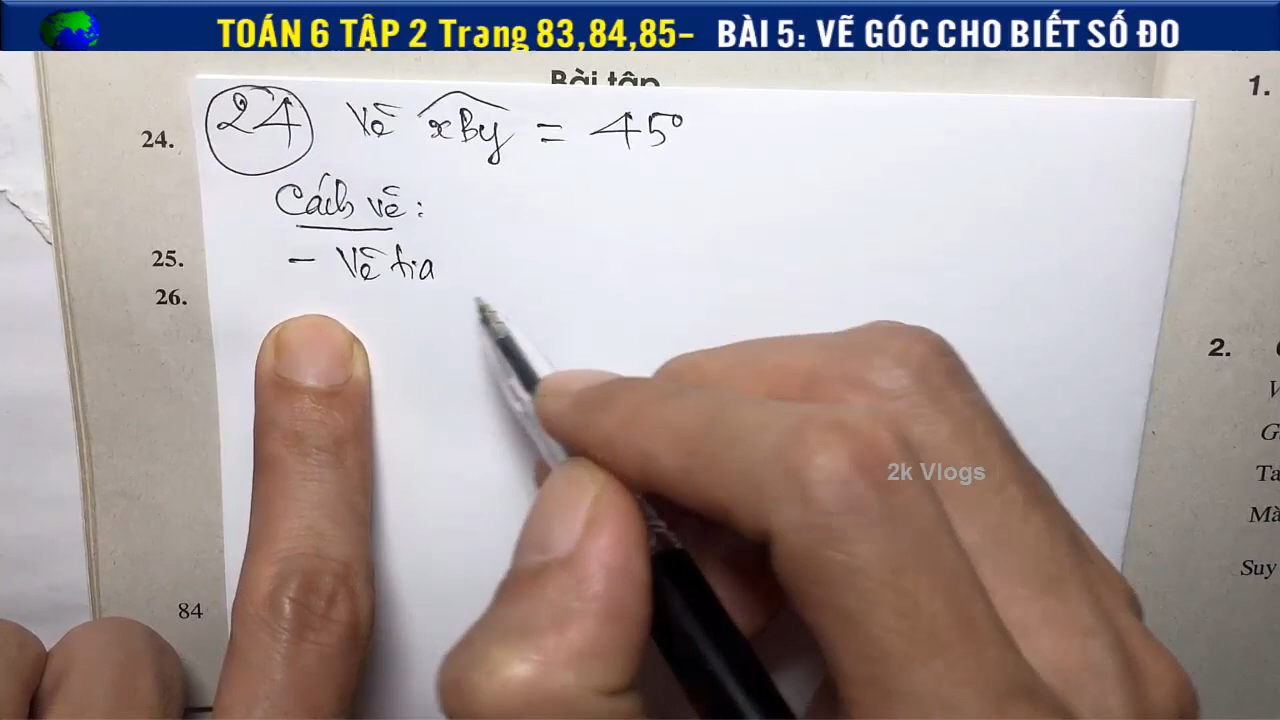 TOÁN 6 TẬP 2 Trang 83,84,85- BÀI 5: VẼ GÓC CHO BIẾT SỐ ĐO
Bài tập
24.
25.
26.
84
24 Vẽ xBy = 45°
Cách vẽ:
- Vẽ tia
2k Vlogs
1.
2.
Suy